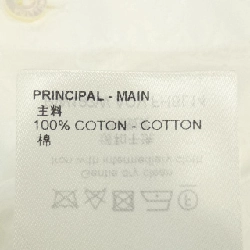 PRINCIPAL - MAIN
主料
100% COTON - COTTON
棉